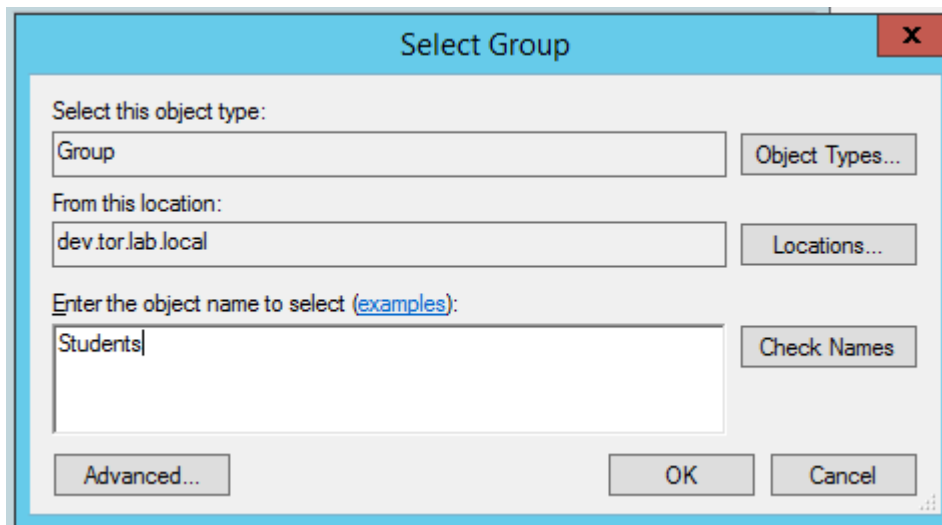 Select Group
x
Select this object type:
Group
Object Types...
From this location:
dev.tor.lab.local
Locations...
Enter the object name to select (examples):
Students
Check Names
Advanced...
OK
Cancel